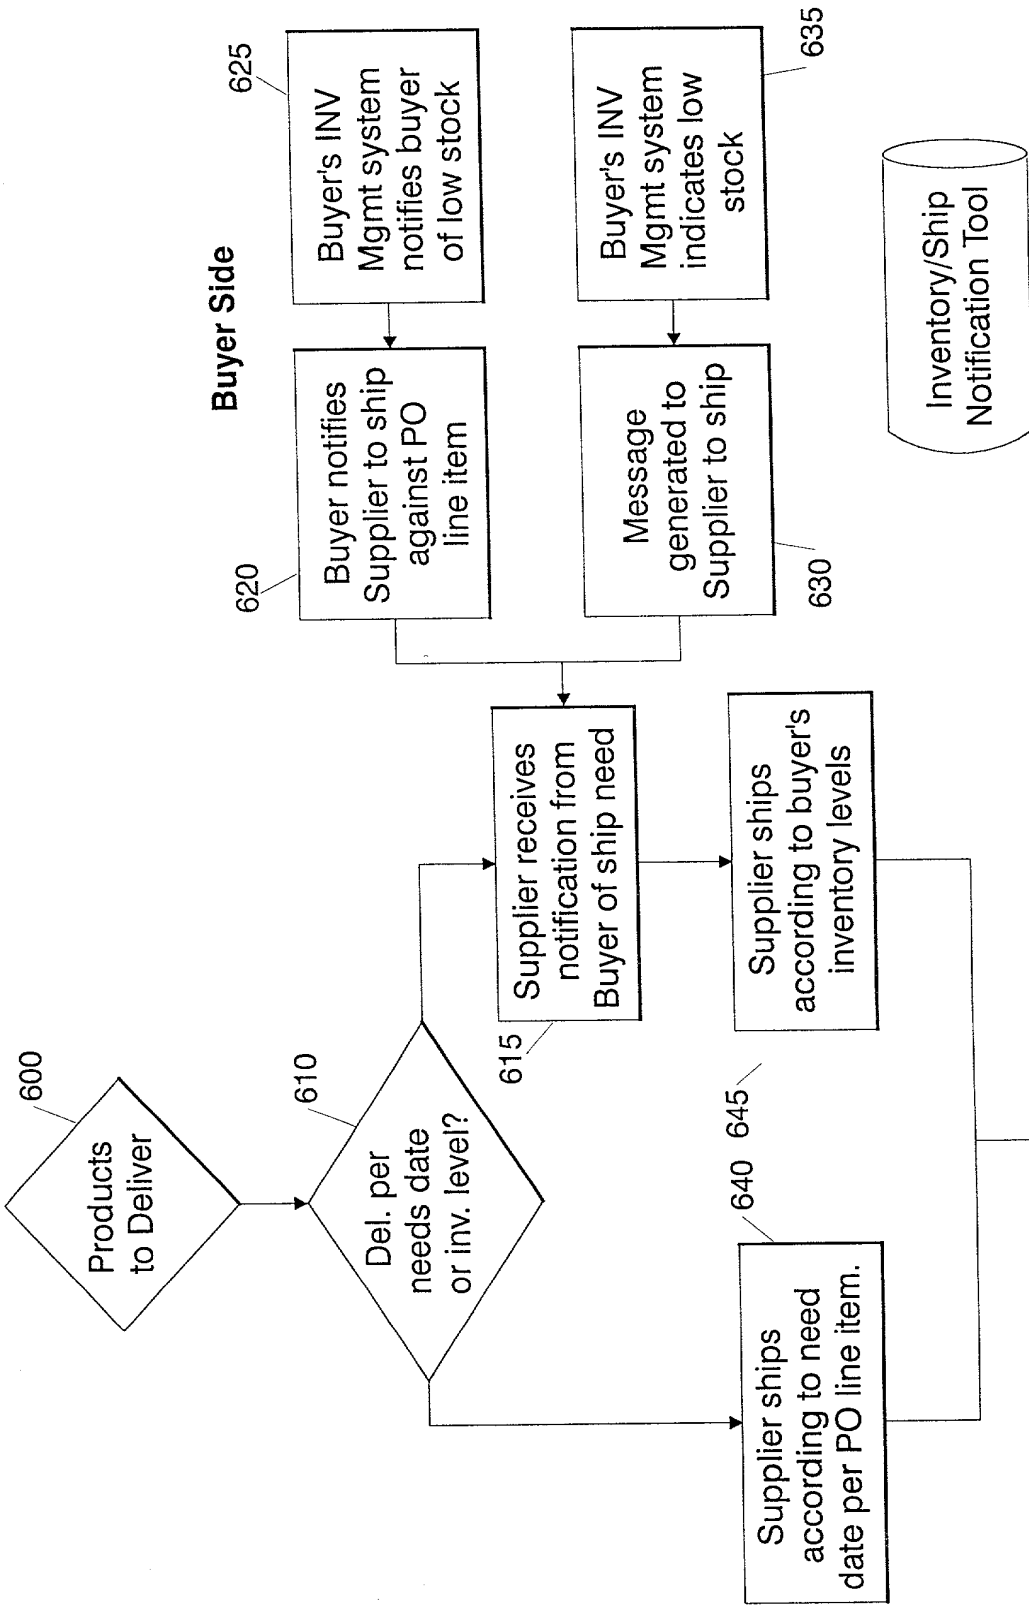 600
Products
to Deliver
610
Del. per
needs date
or inv. level?
Buyer Side
620
Buyer notifies
Supplier to ship
against PO
line item
625
Buyer's INV
Mgmt system
notifies buyer
of low stock
615
Supplier receives
notification from
Buyer of ship need
Message
generated to
Supplier to ship
630
Buyer's INV
Mgmt system
indicates low
stock
635
640
Supplier ships
according to need
date per PO line item.
645
Supplier ships
according to buyer's
inventory levels
Inventory/Ship
Notification Tool